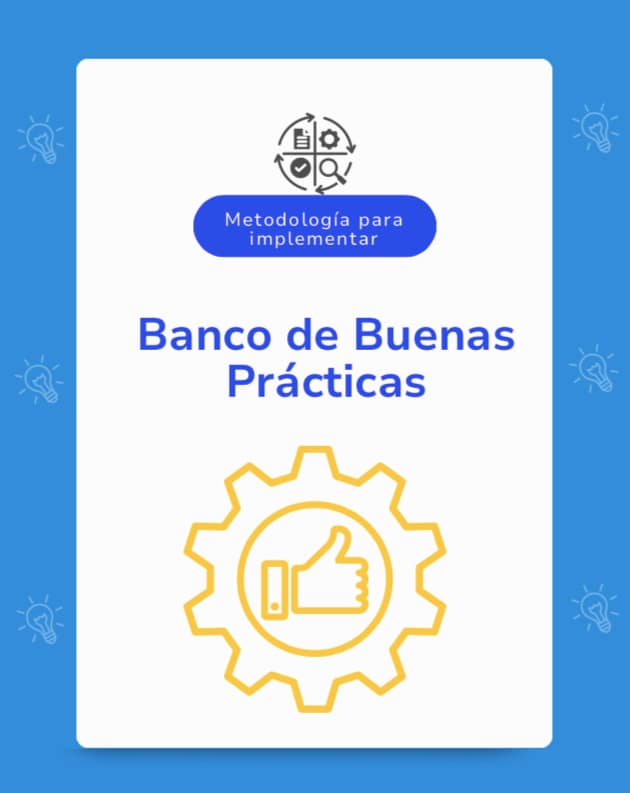 Metodología para
implementar
Banco de Buenas
Prácticas